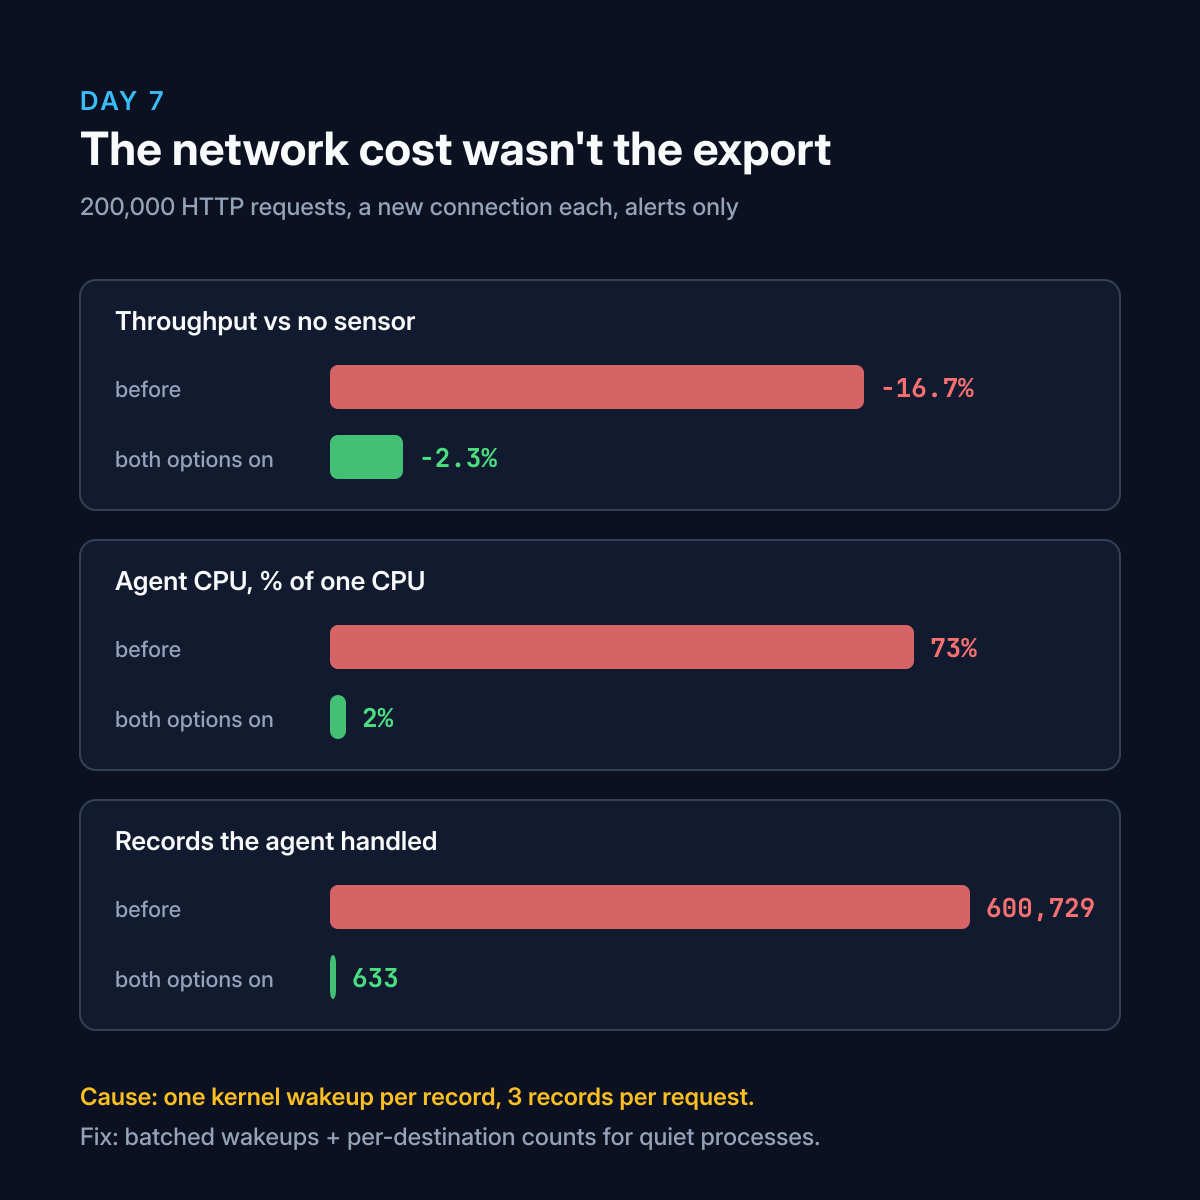 DAY 7
The network cost wasn't the export
200,000 HTTP requests, a new connection each, alerts only
Throughput vs no sensor
before -16.7%
both options on -2.3%
Agent CPU, % of one CPU
before 73%
both options on 2%
Records the agent handled
before 600,729
both options on 633
Cause: one kernel wakeup per record, 3 records per request.
Fix: batched wakeups + per-destination counts for quiet processes.